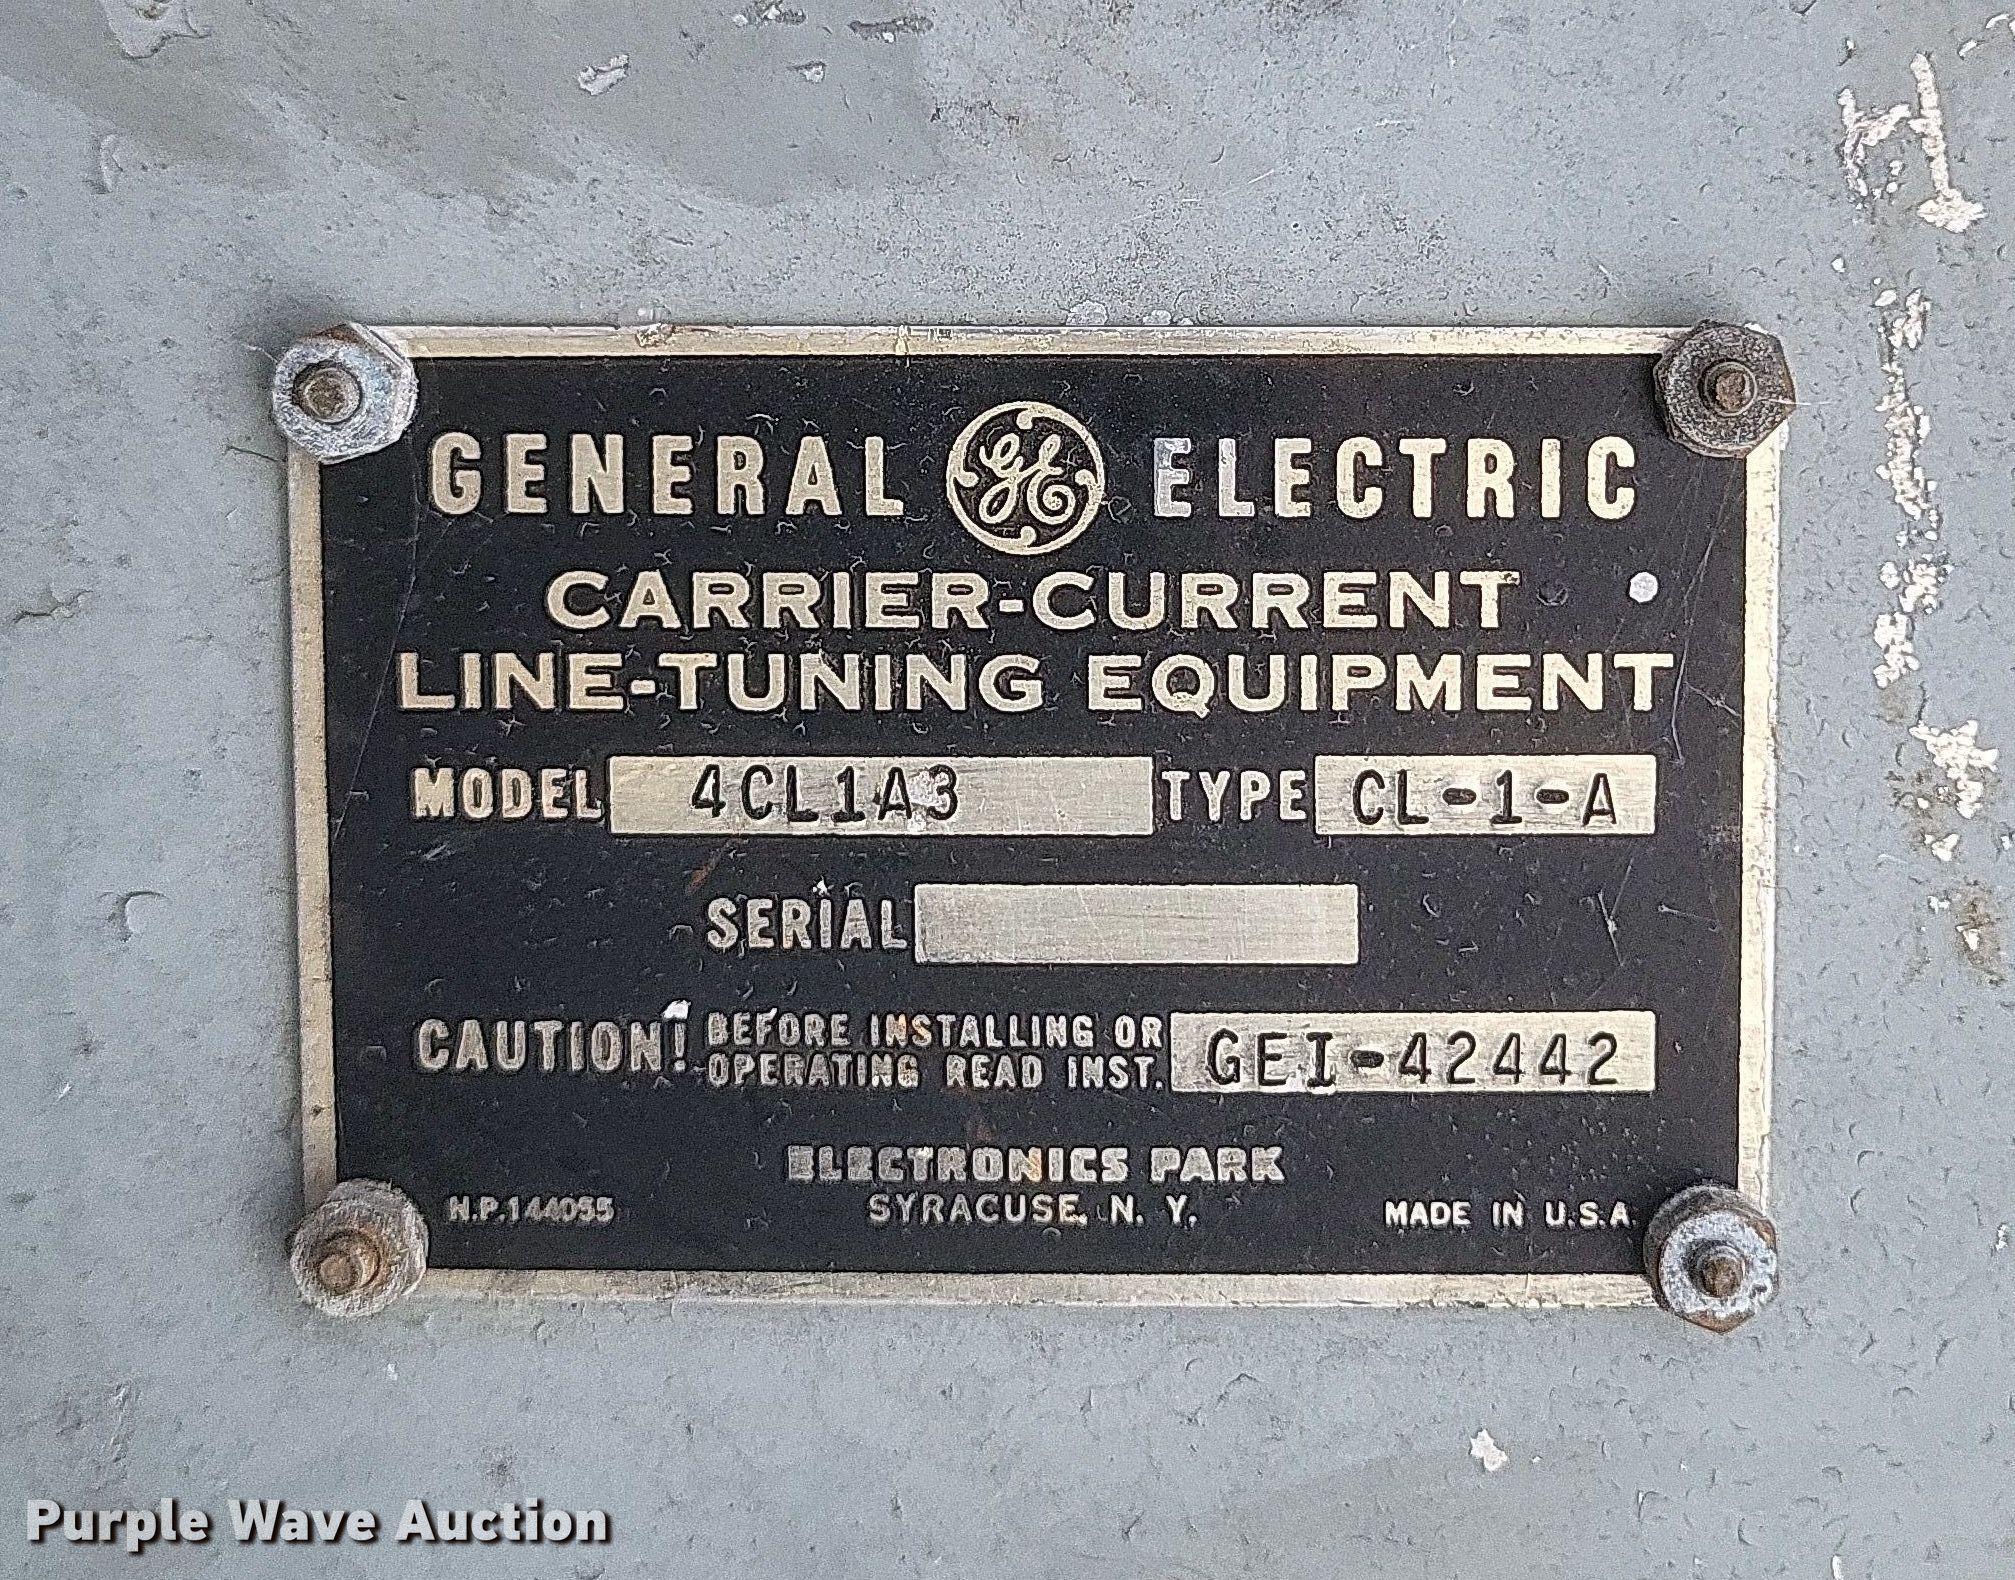 GENERAL GE ELECTRIC
CARRIER-CURRENT
LINE-TUNING EQUIPMENT
MODEL 4CL1A3 TYPE CL-1-A
SERIAL
CAUTION! BEFORE INSTALLING OR
OPERATING READ INST. GEI-42442
ELECTRONICS PARK
N.P.144055 SYRACUSE, N. Y. MADE IN U.S.A.
Purple Wave Auction